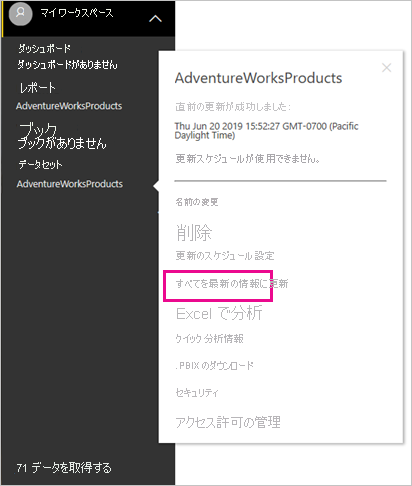 マイワークスペース
ダッシュボード
ダッシュボードがありません
レポート
AdventureWorksProducts
ブック
ブックがありません
データセット
AdventureWorksProducts
71 データを取得する
AdventureWorksProducts
直前の更新が成功しました:
Thu Jun 20 2019 15:52:27 GMT-0700 (Pacific
Daylight Time)
更新スケジュールが使用できません。
名前の変更
削除
更新のスケジュール設定
すべてを最新の情報に更新
Excel で分析
クイック分析情報
.PBIX のダウンロード
セキュリティ
アクセス許可の管理